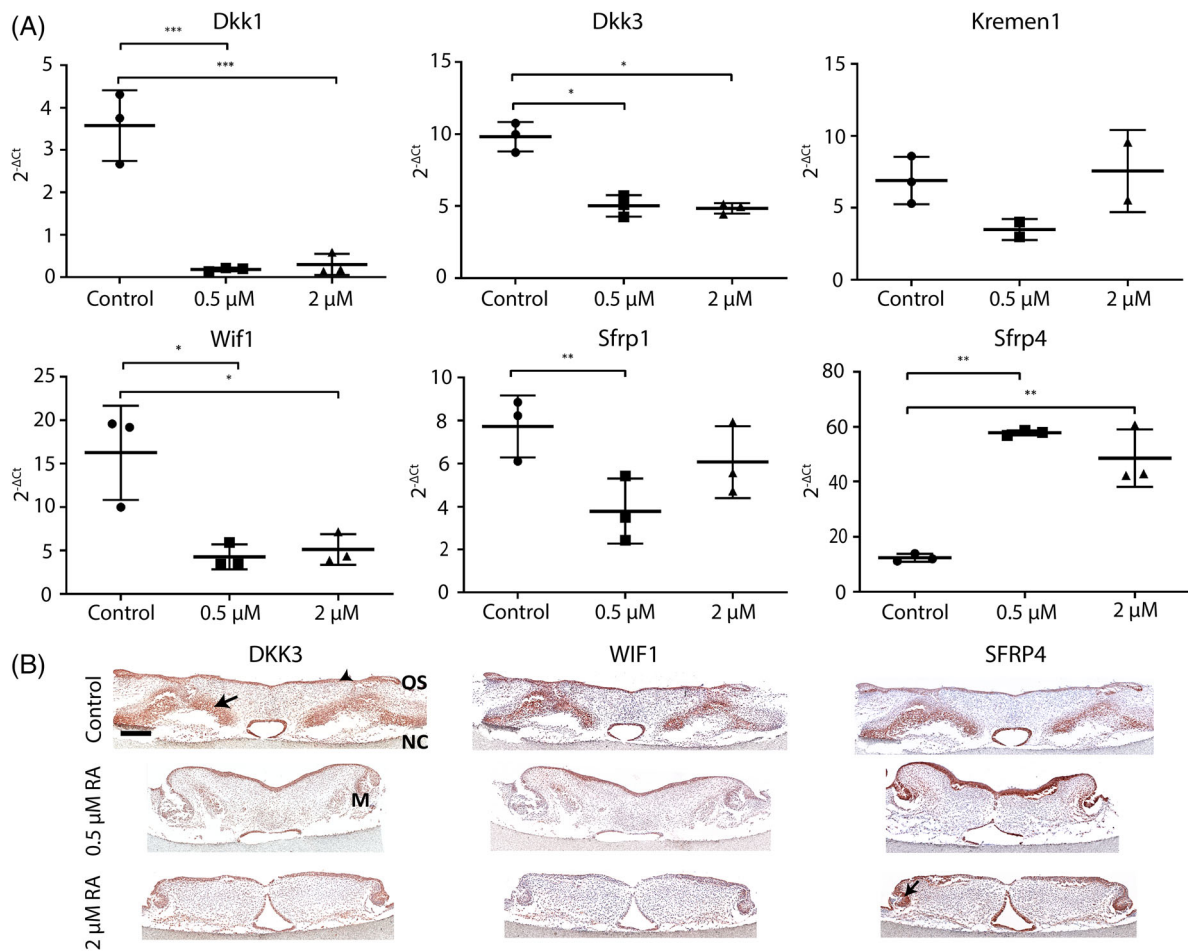 (A)
Dkk1
Dkk3
Kremen1
***
***
5
4
3
2
1
0
2^-ΔCt
Control 0.5 µM 2 µM
*
*
15
10
5
0
2^-ΔCt
Control 0.5 µM 2 µM
15
10
5
0
2^-ΔCt
Control 0.5 µM 2 µM
Wif1
Sfrp1
Sfrp4
*
*
25
20
15
10
5
0
2^-ΔCt
Control 0.5 µM 2 µM
**
10
8
6
4
2
0
2^-ΔCt
Control 0.5 µM 2 µM
**
**
80
60
40
20
0
2^-ΔCt
Control 0.5 µM 2 µM
(B)
DKK3 WIF1 SFRP4
Control
OS
NC
0.5 µM RA
M
2 µM RA